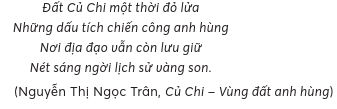 Đất Củ Chi một thời đỏ lửa
Những dấu tích chiến công anh hùng
Nơi địa đạo vẫn còn lưu giữ
Nét sáng ngời lịch sử vàng son.
(Nguyễn Thị Ngọc Trân, Củ Chi – Vùng đất anh hùng)